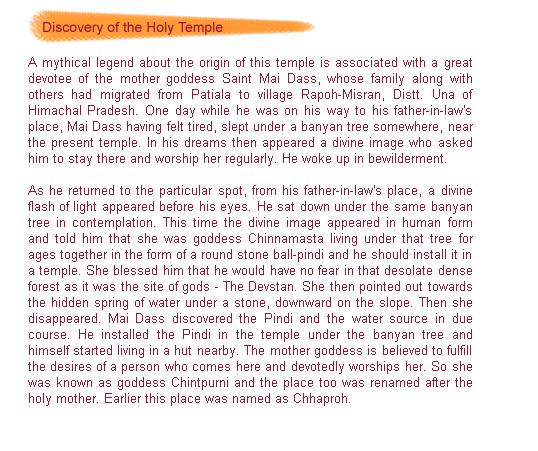 Discovery of the Holy Temple
A mythical legend about the origin of this temple is associated with a great
devotee of the mother goddess Saint Mai Dass, whose family along with
others had migrated from Patiala to village Rapoh-Misran, Distt. Una of
Himachal Pradesh. One day while he was on his way to his father-in-law's
place, Mai Dass having felt tired, slept under a banyan tree somewhere, near
the present temple. In his dreams then appeared a divine image who asked
him to stay there and worship her regularly. He woke up in bewilderment.
As he returned to the particular spot, from his father-in-law's place, a divine
flash of light appeared before his eyes. He sat down under the same banyan
tree in contemplation. This time the divine image appeared in human form
and told him that she was goddess Chinnamasta living under that tree for
ages together in the form of a round stone ball-pindi and he should install it in
a temple. She blessed him that he would have no fear in that desolate dense
forest as it was the site of gods - The Devstan. She then pointed out towards
the hidden spring of water under a stone, downward on the slope. Then she
disappeared. Mai Dass discovered the Pindi and the water source in due
course. He installed the Pindi in the temple under the banyan tree and
himself started living in a hut nearby. The mother goddess is believed to fulfill
the desires of a person who comes here and devotedly worships her. So she
was known as goddess Chintpurni and the place too was renamed after the
holy mother. Earlier this place was named as Chhaproh.